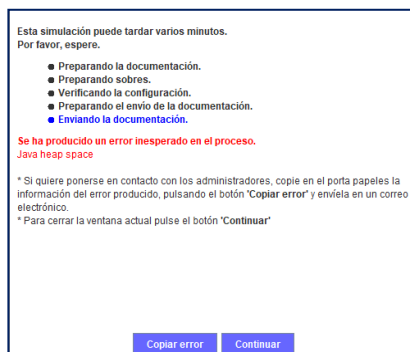 Esta simulación puede tardar varios minutos.
Por favor, espere.
Preparando la documentación.
Preparando sobres.
Verificando la configuración.
Preparando el envío de la documentación.
Enviando la documentación.
Se ha producido un error inesperado en el proceso.
Java heap space
* Si quiere ponerse en contacto con los administradores, copie en el porta papeles la
información del error producido, pulsando el botón 'Copiar error' y envíela en un correo
electrónico.
* Para cerrar la ventana actual pulse el botón 'Continuar'
Copiar error Continuar